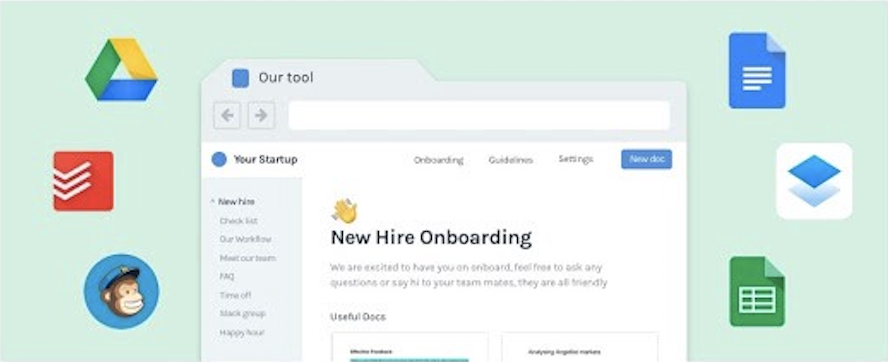 Our tool
Your Startup
Onboarding
Guidelines
Settings
New doc
New hire
Check list
Our Workflow
Meet our team
FAQ
Time off
Slack group
Happy hour
New Hire Onboarding
We are excited to have you on board, feel free to ask any
questions or say hi to your team mates, they are all friendly
Useful Docs
Effective Feedback
Analysing Angellist markets